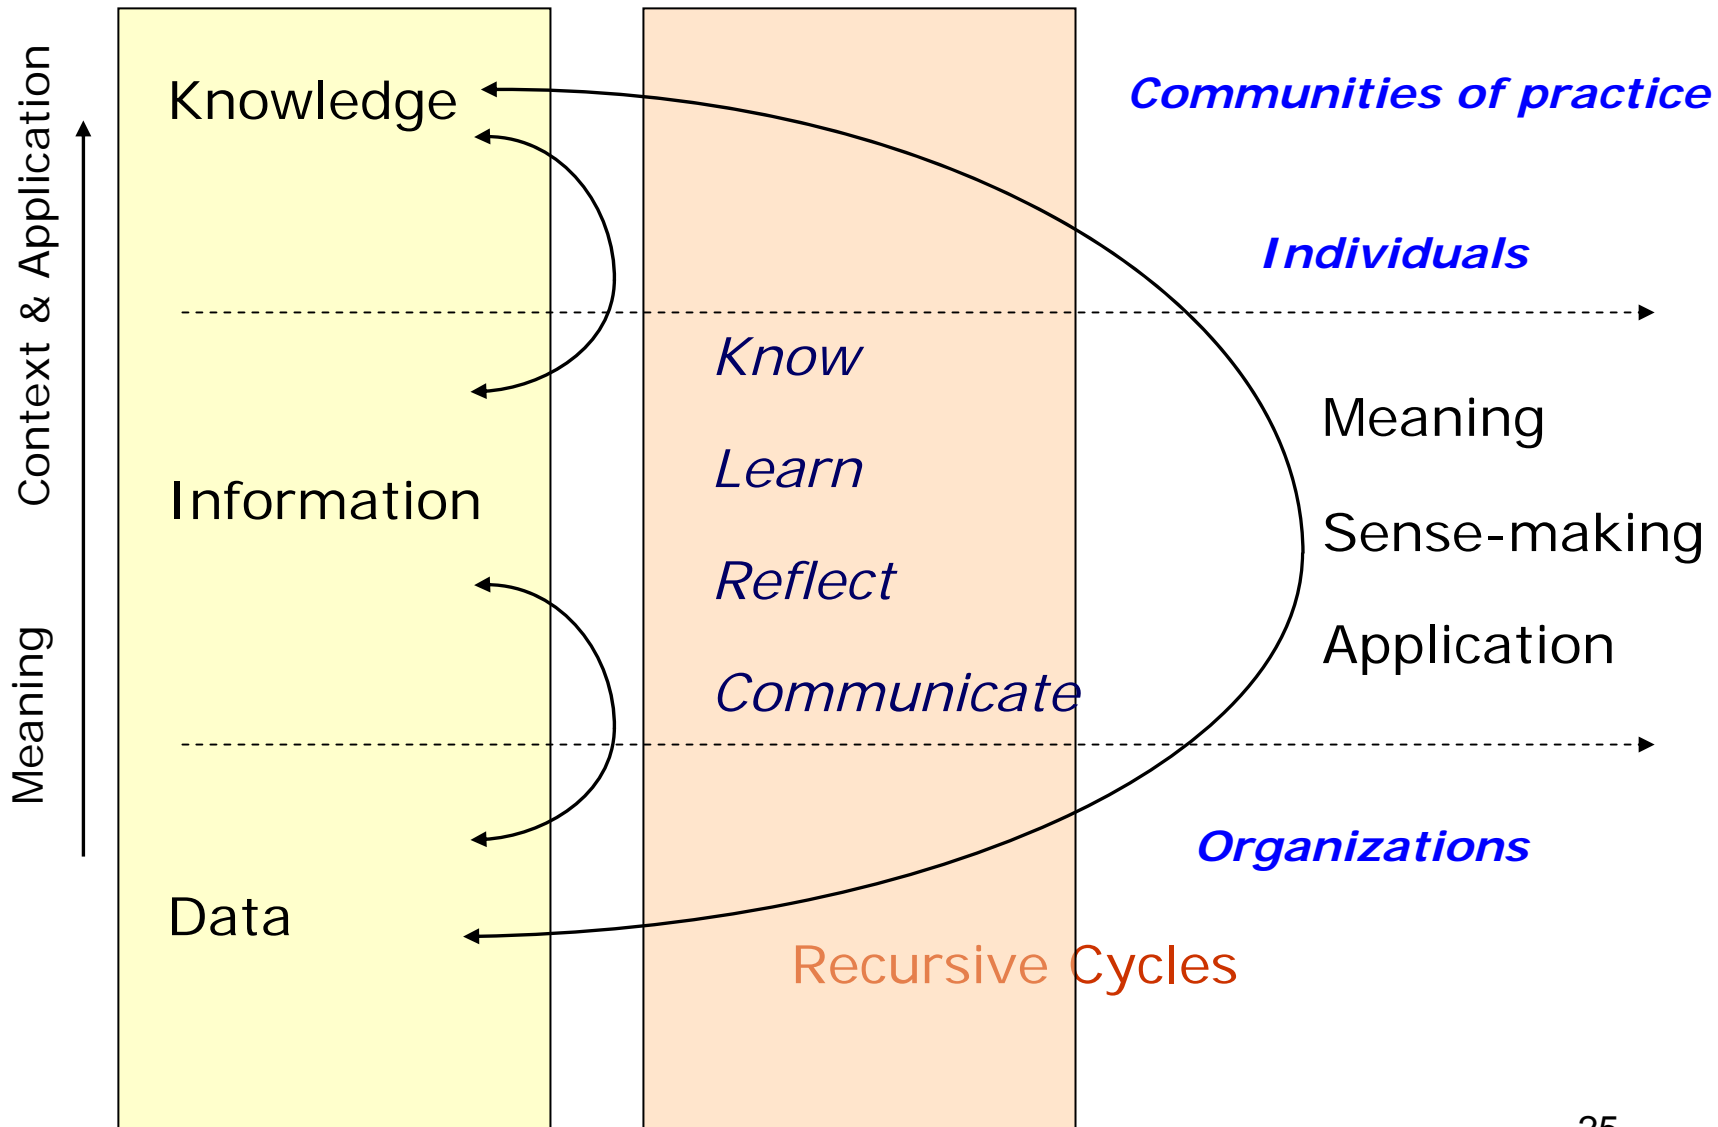 Context & Application
Meaning
Knowledge
Information
Data
Know
Learn
Reflect
Communicate
Recursive Cycles
Communities of practice
Individuals
Meaning
Sense-making
Application
Organizations
25